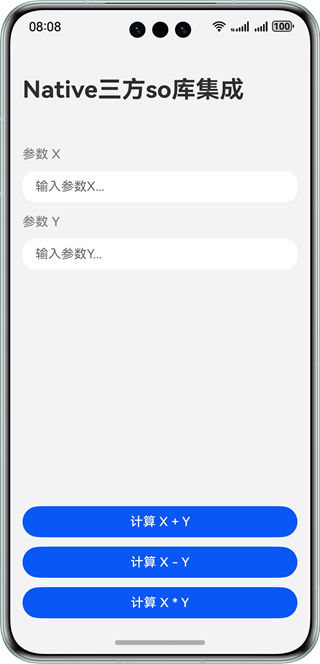 08:08
100
Native三方so库集成
参数 X
输入参数X...
参数 Y
输入参数Y...
计算 X + Y
计算 X - Y
计算 X * Y